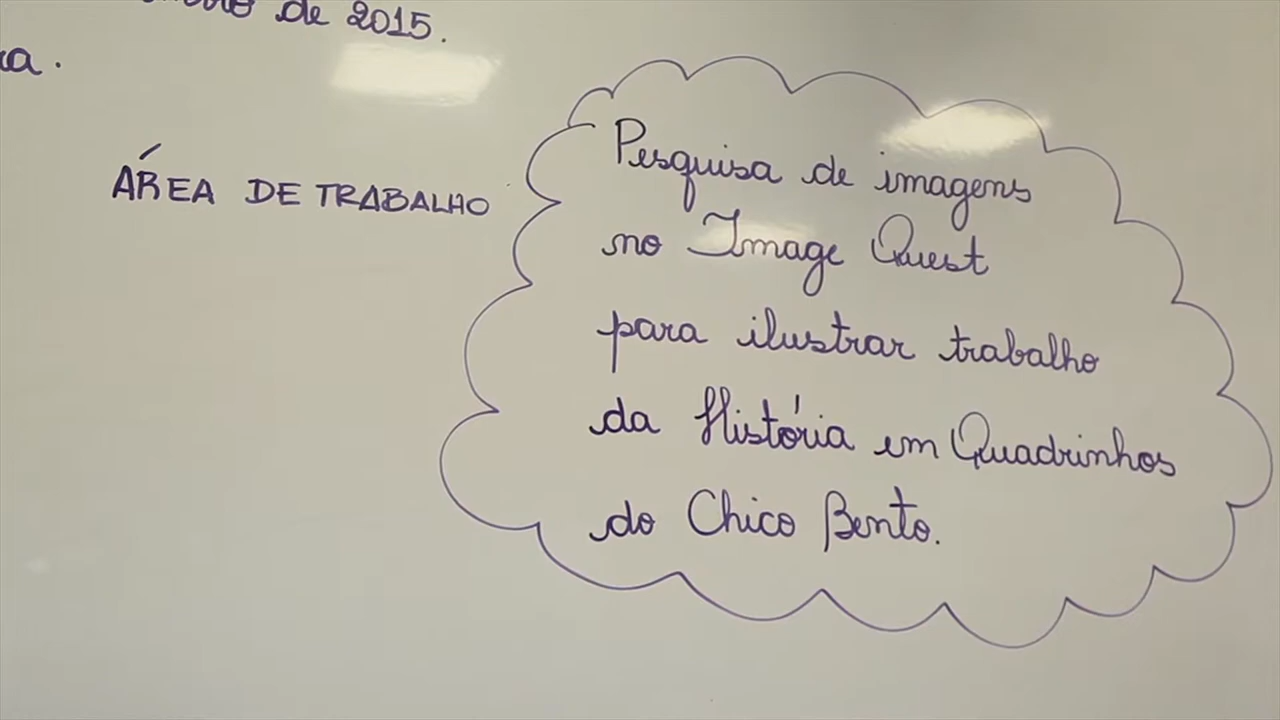 de 2015.
ÁREA DE TRABALHO
Pesquisa de imagens
no Image Quest
para ilustrar trabalho
da História em Quadrinhos
do Chico Bento.